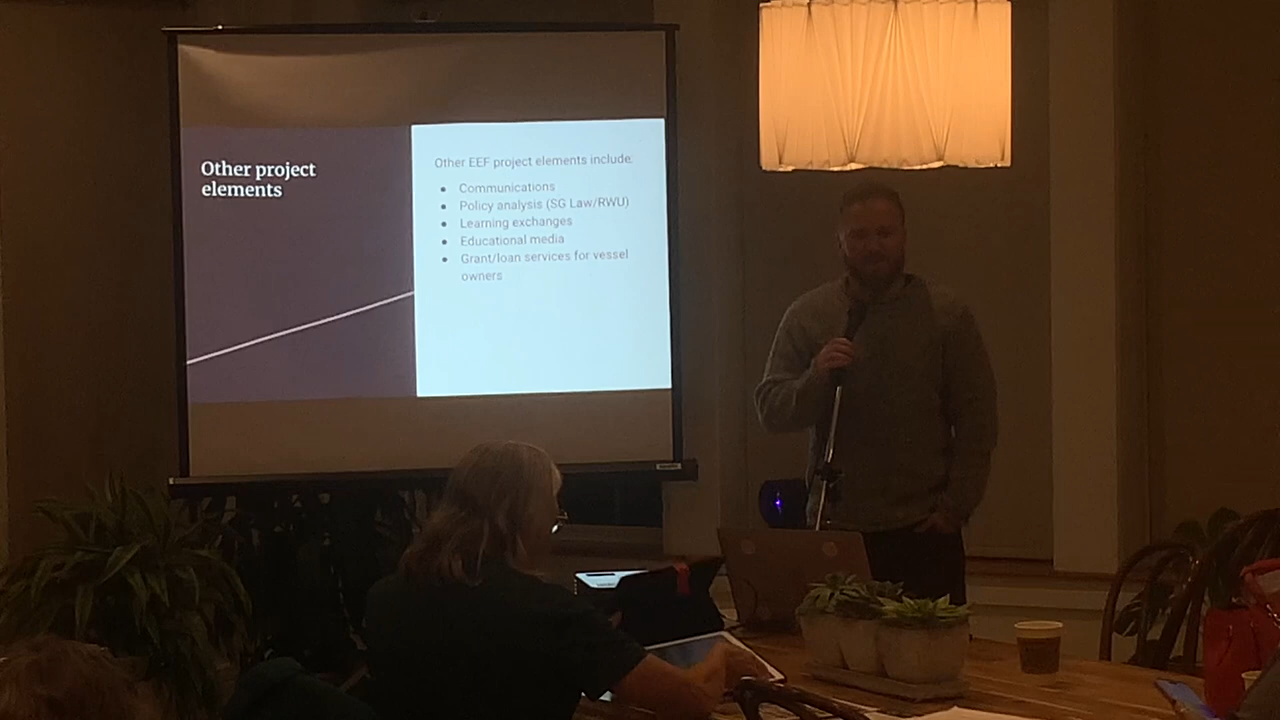 Other project
elements
Other EEF project elements include:
● Communications
● Policy analysis (SG Law/RWU)
● Learning exchanges
● Educational media
● Grant/loan services for vessel
owners